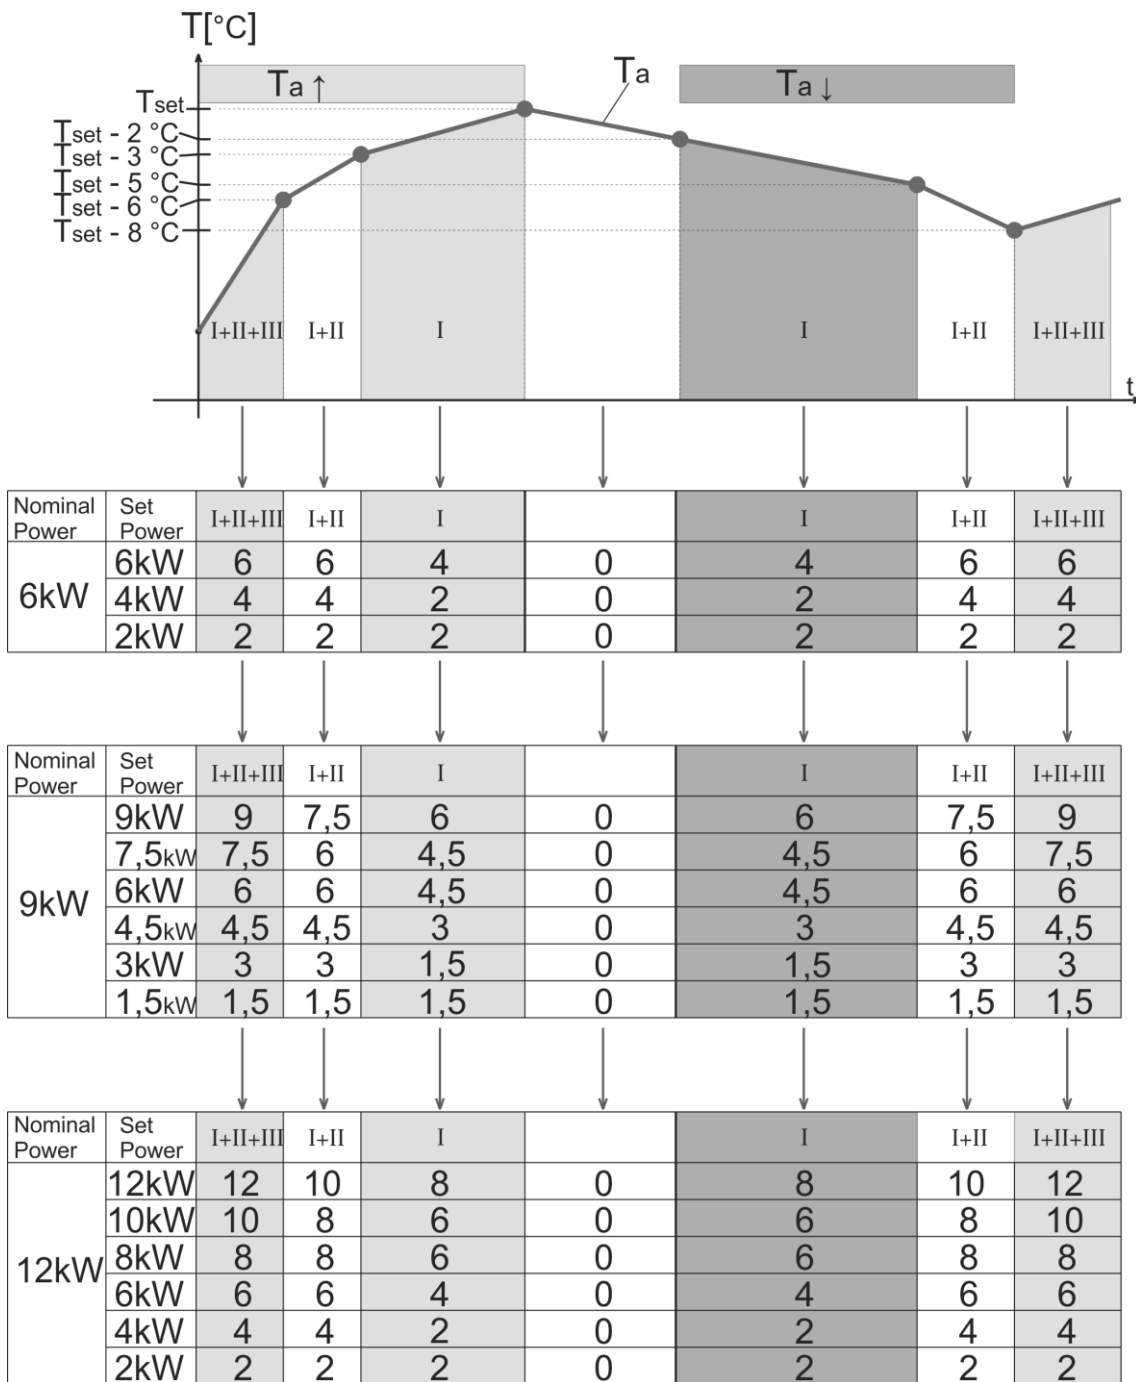 T[°C]
Ta ↑
Ta
Ta ↓
Tset
Tset - 2 °C
Tset - 3 °C
Tset - 5 °C
Tset - 6 °C
Tset - 8 °C
I+II+III I+II I I I+II I+II+III
t
Nominal Power Set Power I+II+III I+II I I I+II I+II+III
6kW
6kW 6 6 4 0 4 6 6
4kW 4 4 2 0 2 4 4
2kW 2 2 2 0 2 2 2
Nominal Power Set Power I+II+III I+II I I I+II I+II+III
9kW
9kW 9 7,5 6 0 6 7,5 9
7,5kW 7,5 6 4,5 0 4,5 6 7,5
6kW 6 6 4,5 0 4,5 6 6
4,5kW 4,5 4,5 3 0 3 4,5 4,5
3kW 3 3 1,5 0 1,5 3 3
1,5kW 1,5 1,5 1,5 0 1,5 1,5 1,5
Nominal Power Set Power I+II+III I+II I I I+II I+II+III
12kW
12kW 12 10 8 0 8 10 12
10kW 10 8 6 0 6 8 10
8kW 8 8 6 0 6 8 8
6kW 6 6 4 0 4 6 6
4kW 4 4 2 0 2 4 4
2kW 2 2 2 0 2 2 2